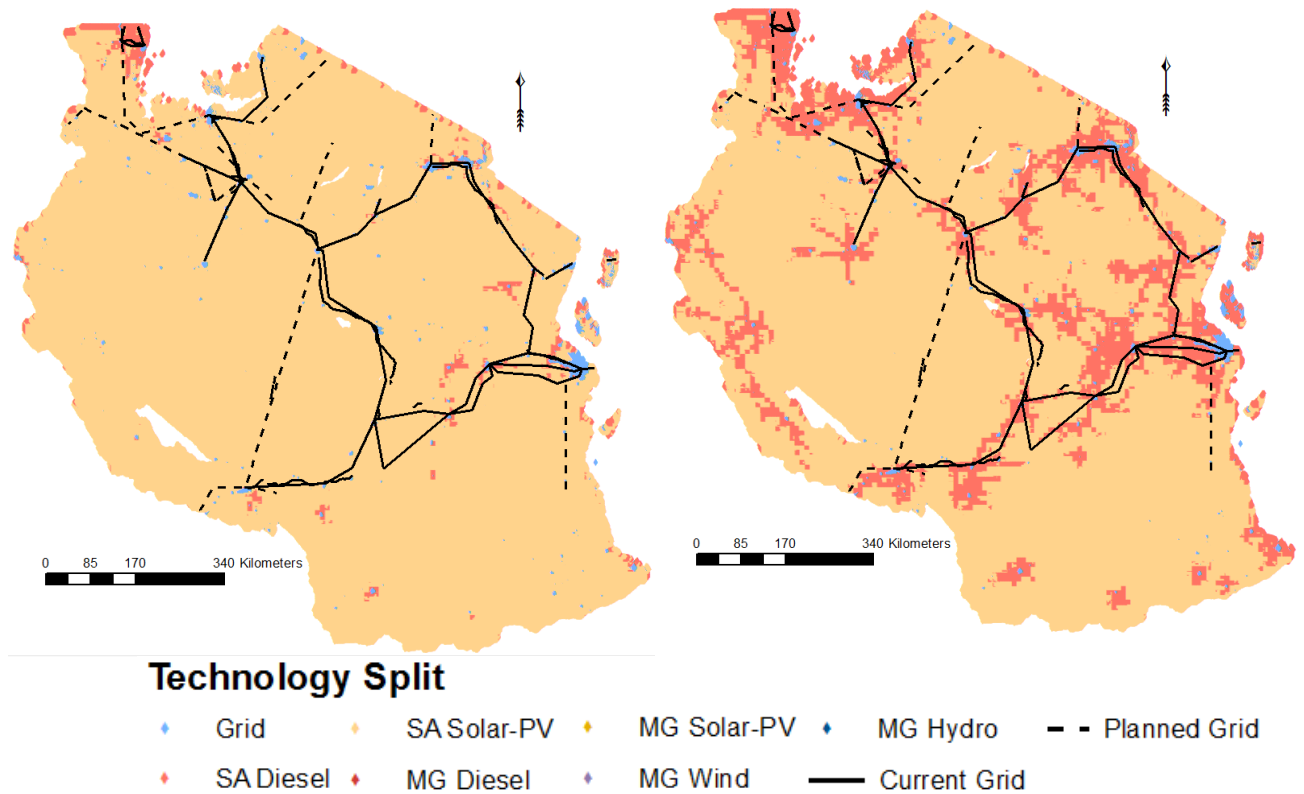 0 85 170 340 Kilometers
0 85 170 340 Kilometers
Technology Split
Grid SA Solar-PV MG Solar-PV MG Hydro Planned Grid
SA Diesel MG Diesel MG Wind Current Grid